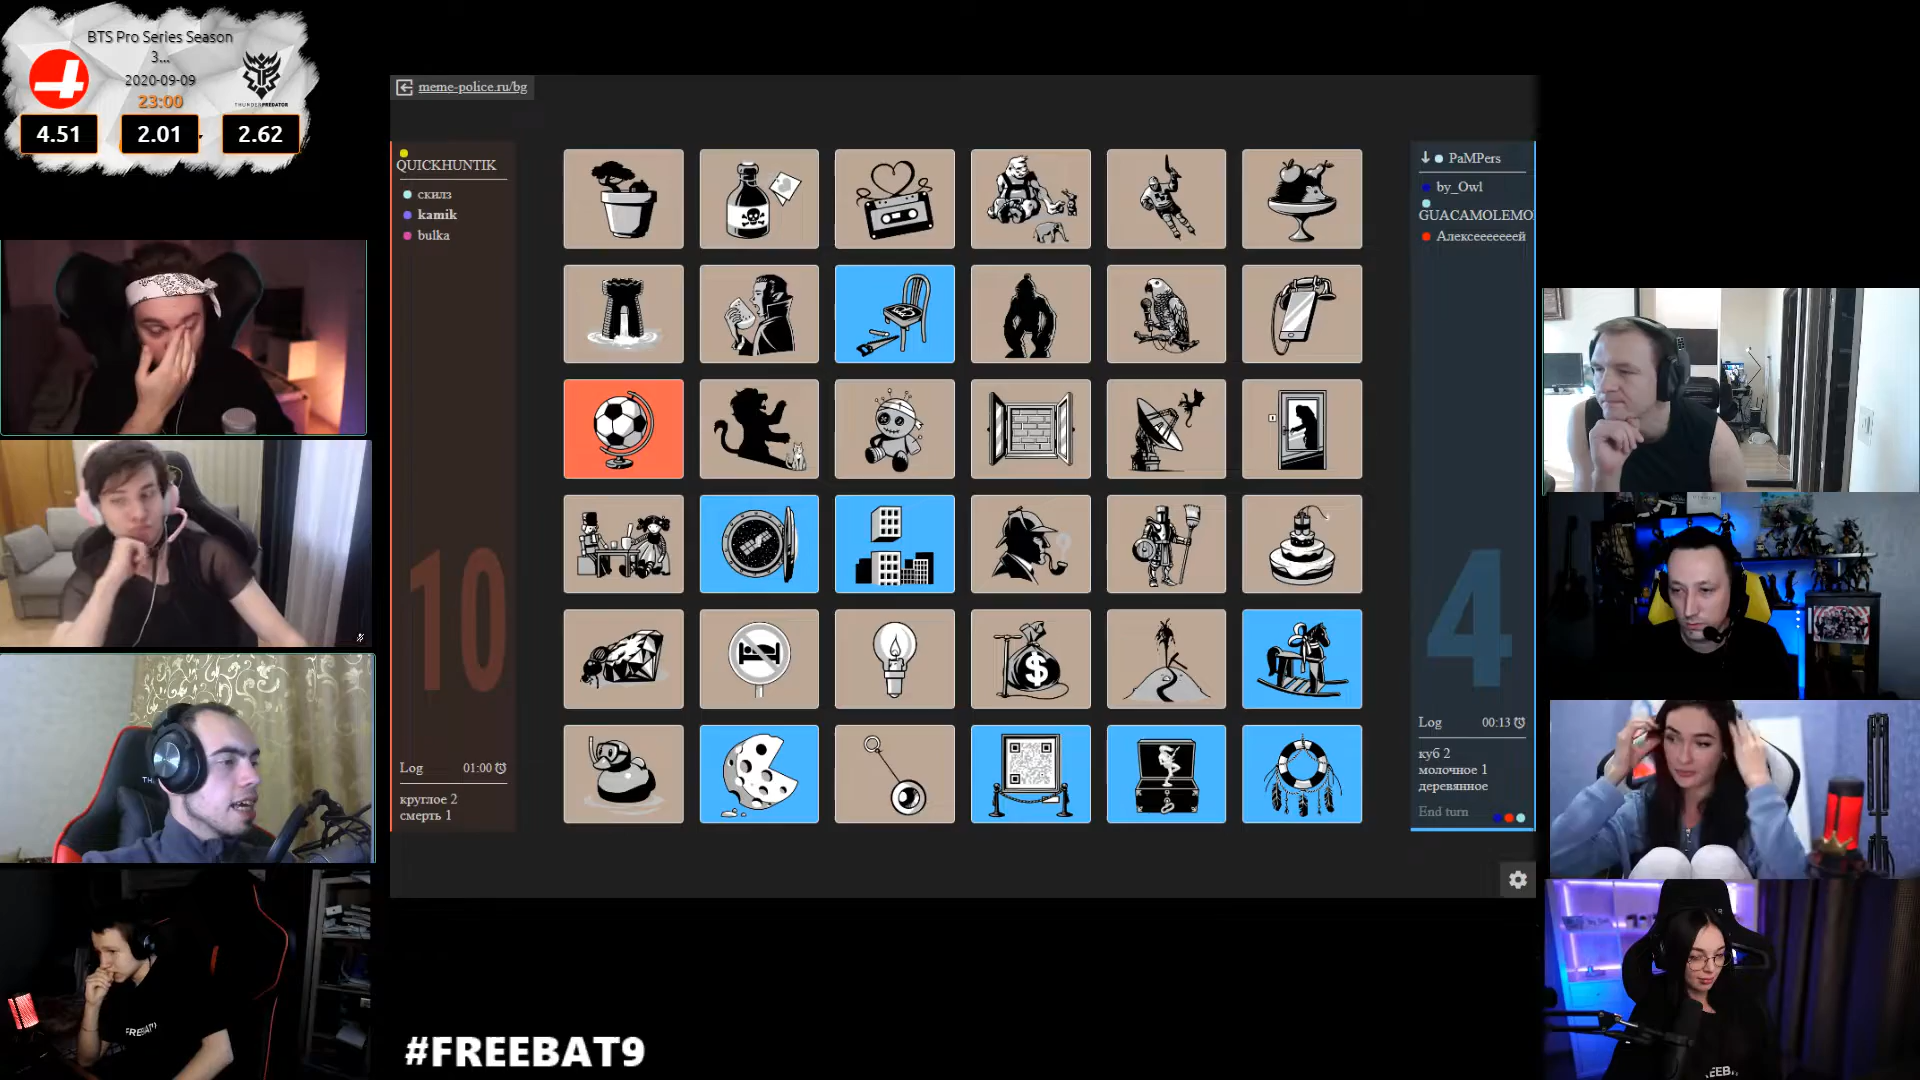 BTS Pro Series Season
3...
2020-09-09
23:00
THUNDERPREDATOR
4.51
2.01
2.62
meme-police.ru/bg
QUICKHUNTIK
скилз
kamik
bulka
10
Log 01:00
круглое 2
смерть 1
$
PaMPers
by_Owl
GUACAMOLEMO
Алексеееееей
4
Log 00:13
куб 2
молочное 1
деревянное
End turn
#FREEBAT9